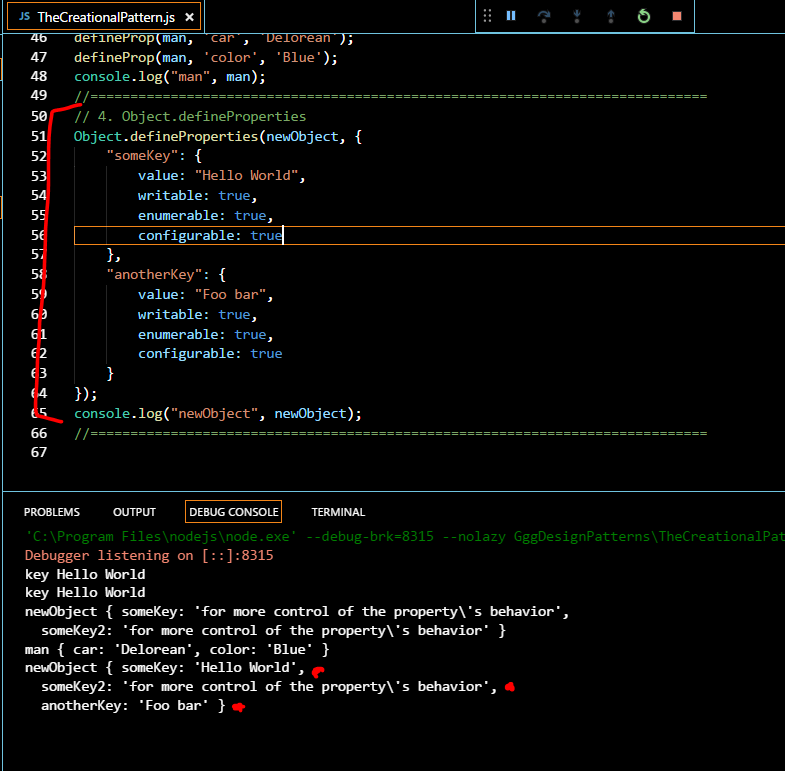 JS TheCreationalPattern.js ×
46 defineProp(man, 'car', 'Delorean');
47 defineProp(man, 'color', 'Blue');
48 console.log("man", man);
49 //=============================================================================
50 // 4. Object.defineProperties
51 Object.defineProperties(newObject, {
52 "someKey": {
53 value: "Hello World",
54 writable: true,
55 enumerable: true,
56 configurable: true
57 },
58 "anotherKey": {
59 value: "Foo bar",
60 writable: true,
61 enumerable: true,
62 configurable: true
63 }
64 });
65 console.log("newObject", newObject);
66 //=============================================================================
67
PROBLEMS OUTPUT DEBUG CONSOLE TERMINAL
'C:\Program Files\nodejs\node.exe' --debug-brk=8315 --nolazy GggDesignPatterns\TheCreationalPat
Debugger listening on [::]:8315
key Hello World
key Hello World
newObject { someKey: 'for more control of the property\'s behavior',
someKey2: 'for more control of the property\'s behavior' }
man { car: 'Delorean', color: 'Blue' }
newObject { someKey: 'Hello World',
someKey2: 'for more control of the property\'s behavior',
anotherKey: 'Foo bar' }